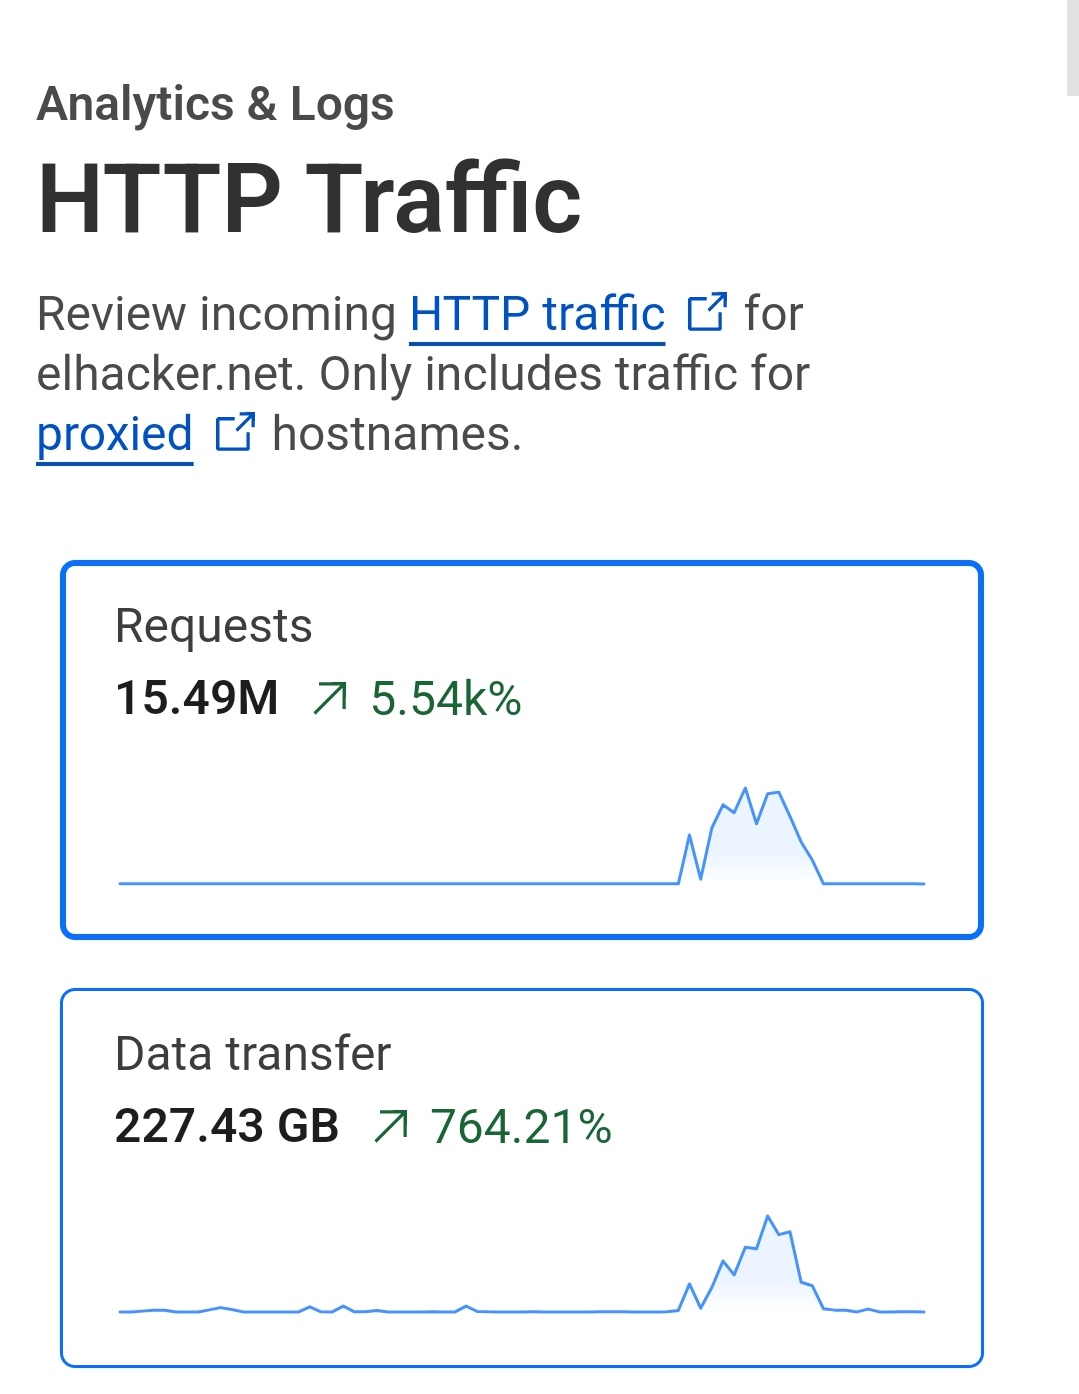 Analytics & Logs
HTTP Traffic
Review incoming HTTP traffic for
elhacker.net. Only includes traffic for
proxied hostnames.
Requests
15.49M 5.54k%
Data transfer
227.43 GB 764.21%